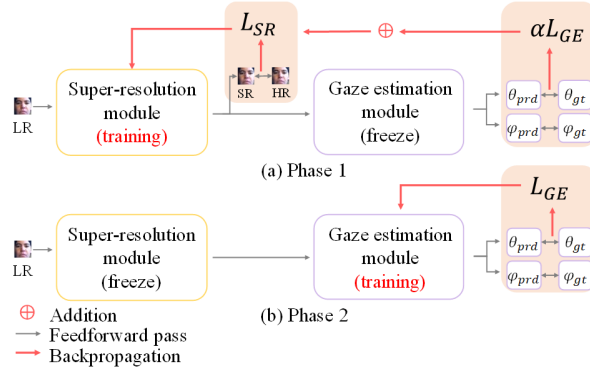 L_SR
αL_GE
Super-resolution
module
(training)
SR
HR
Gaze estimation
module
(freeze)
θ_prd
θ_gt
φ_prd
φ_gt
LR
(a) Phase 1
L_GE
Super-resolution
module
(freeze)
Gaze estimation
module
(training)
θ_prd
θ_gt
φ_prd
φ_gt
LR
(b) Phase 2
⊕ Addition
Feedforward pass
Backpropagation